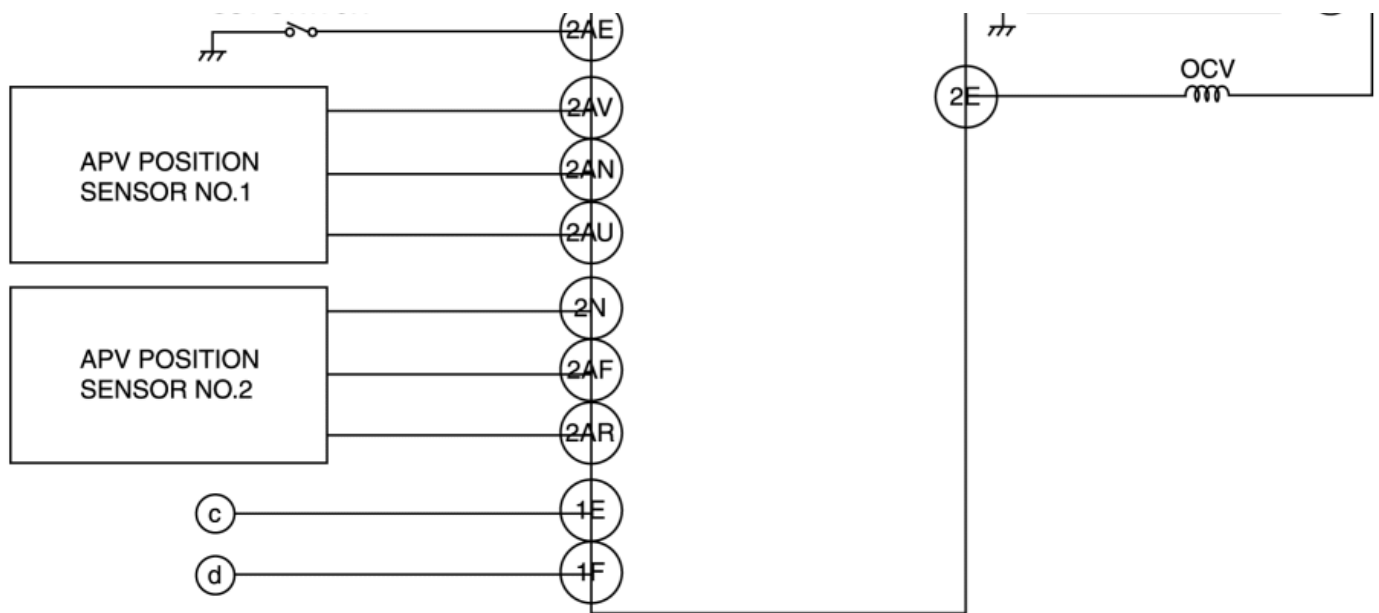 2AE
2AV
APV POSITION
SENSOR NO.1
2AN
2AU
2N
APV POSITION
SENSOR NO.2
2AF
2AR
c
1E
d
1F
2E
OCV